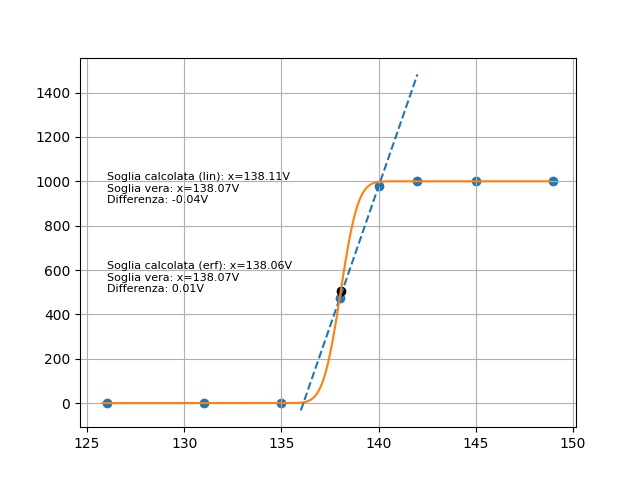 1400
1200
1000
800
600
400
200
0
Soglia calcolata (lin): x=138.11V
Soglia vera: x=138.07V
Differenza: -0.04V
Soglia calcolata (erf): x=138.06V
Soglia vera: x=138.07V
Differenza: 0.01V
125 130 135 140 145 150